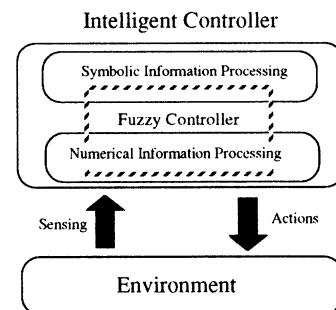 Intelligent Controller
Symbolic Information Processing
Fuzzy Controller
Numerical Information Processing
Sensing
Actions
Environment